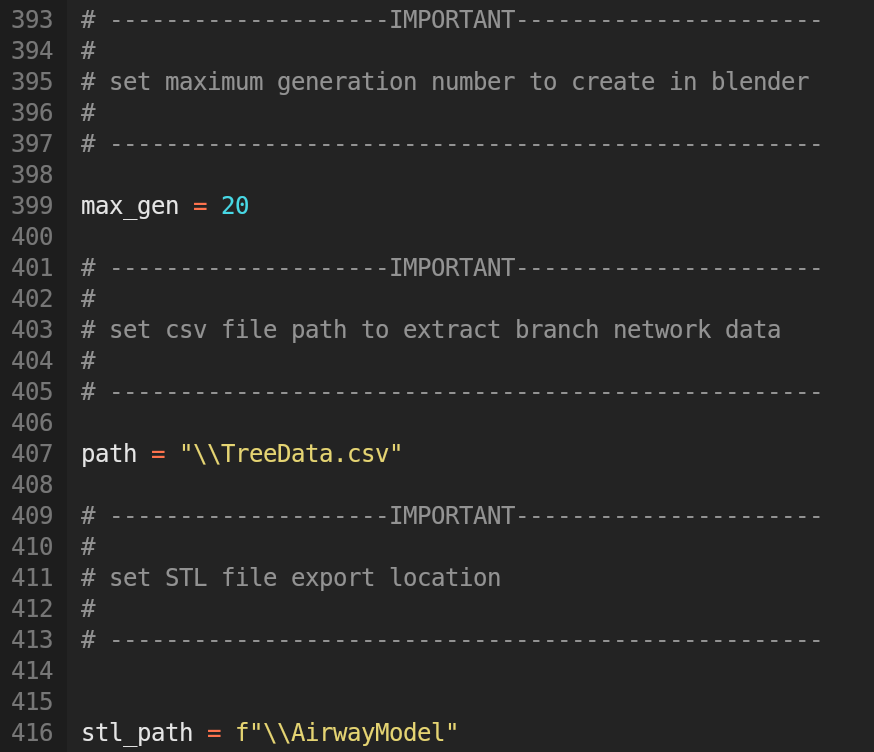 393 # --------------------IMPORTANT----------------------
394 #
395 # set maximum generation number to create in blender
396 #
397 # ---------------------------------------------------
398
399 max_gen = 20
400
401 # --------------------IMPORTANT----------------------
402 #
403 # set csv file path to extract branch network data
404 #
405 # ---------------------------------------------------
406
407 path = "\\TreeData.csv"
408
409 # --------------------IMPORTANT----------------------
410 #
411 # set STL file export location
412 #
413 # ---------------------------------------------------
414
415
416 stl_path = f"\\AirwayModel"